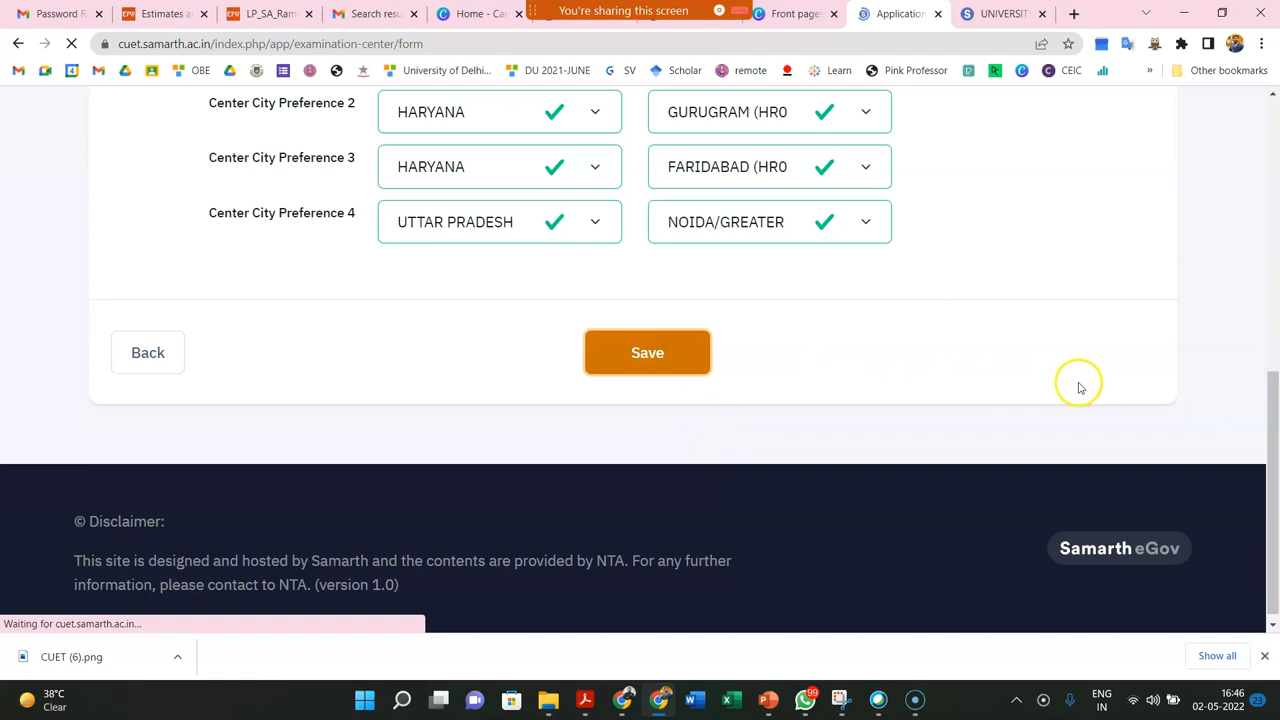 Password R
Estimates a
LP_SA_Ram
Search resu
Home - Can
You're sharing this screen
Front pages
Application
UNIVERSIT
cuet.samarth.ac.in/index.php/app/examination-center/form
OBE
University of Delhi...
DU 2021-JUNE
G SV
Scholar
remote
Learn
Pink Professor
CEIC
»
Other bookmarks
Center City Preference 2 HARYANA GURUGRAM (HR0
Center City Preference 3 HARYANA FARIDABAD (HR0
Center City Preference 4 UTTAR PRADESH NOIDA/GREATER
Back Save
© Disclaimer:
This site is designed and hosted by Samarth and the contents are provided by NTA. For any further
information, please contact to NTA. (version 1.0)
Samarth eGov
Waiting for cuet.samarth.ac.in...
CUET (6).png
Show all
38°C
Clear
99
ENG
IN
16:46
02-05-2022
23